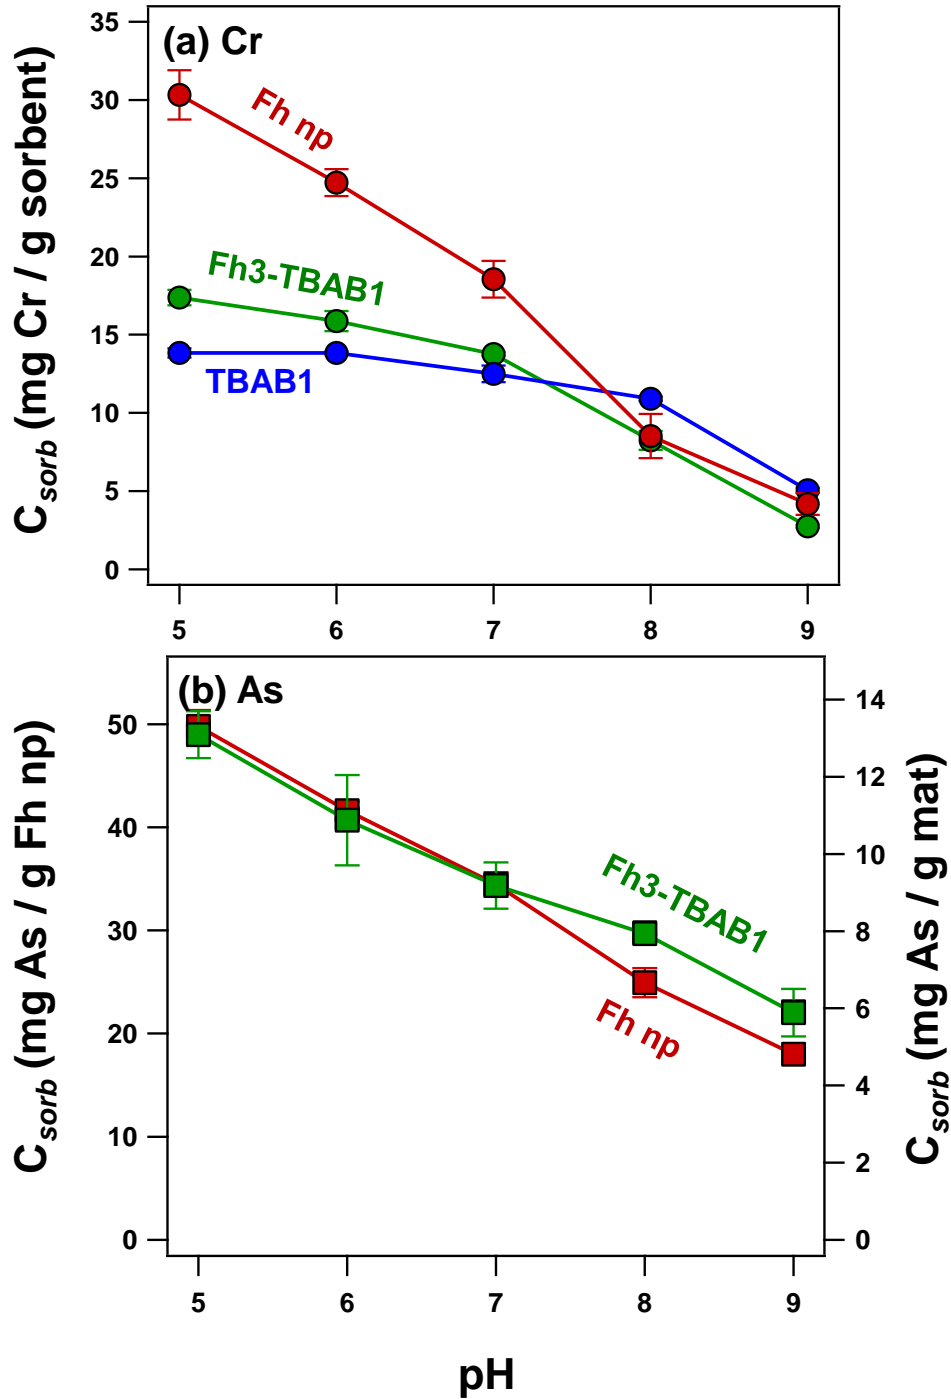 (a) Cr
C_sorb (mg Cr / g sorbent)
35
30
25
20
15
10
5
0
Fh np
Fh3-TBAB1
TBAB1
5 6 7 8 9
(b) As
C_sorb (mg As / g Fh np)
50
40
30
20
10
0
Fh3-TBAB1
Fh np
14
12
10
8
6
4
2
0
C_sorb (mg As / g mat)
5 6 7 8 9
pH